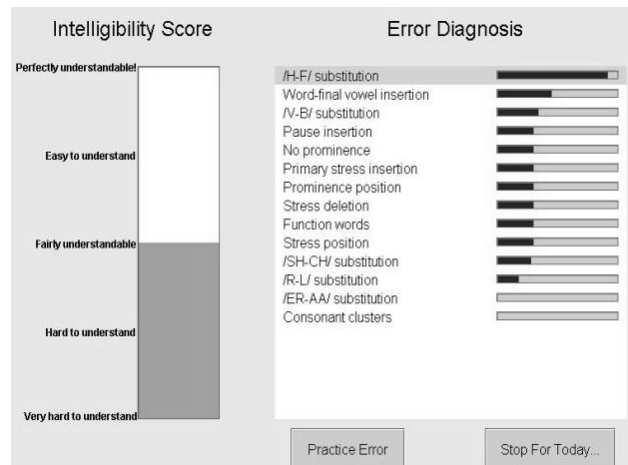 Intelligibility Score
Error Diagnosis
Perfectly understandable!
Easy to understand
Fairly understandable
Hard to understand
Very hard to understand
/H-F/ substitution
Word-final vowel insertion
/V-B/ substitution
Pause insertion
No prominence
Primary stress insertion
Prominence position
Stress deletion
Function words
Stress position
/SH-CH/ substitution
/R-L/ substitution
/ER-AA/ substitution
Consonant clusters
Practice Error
Stop For Today...